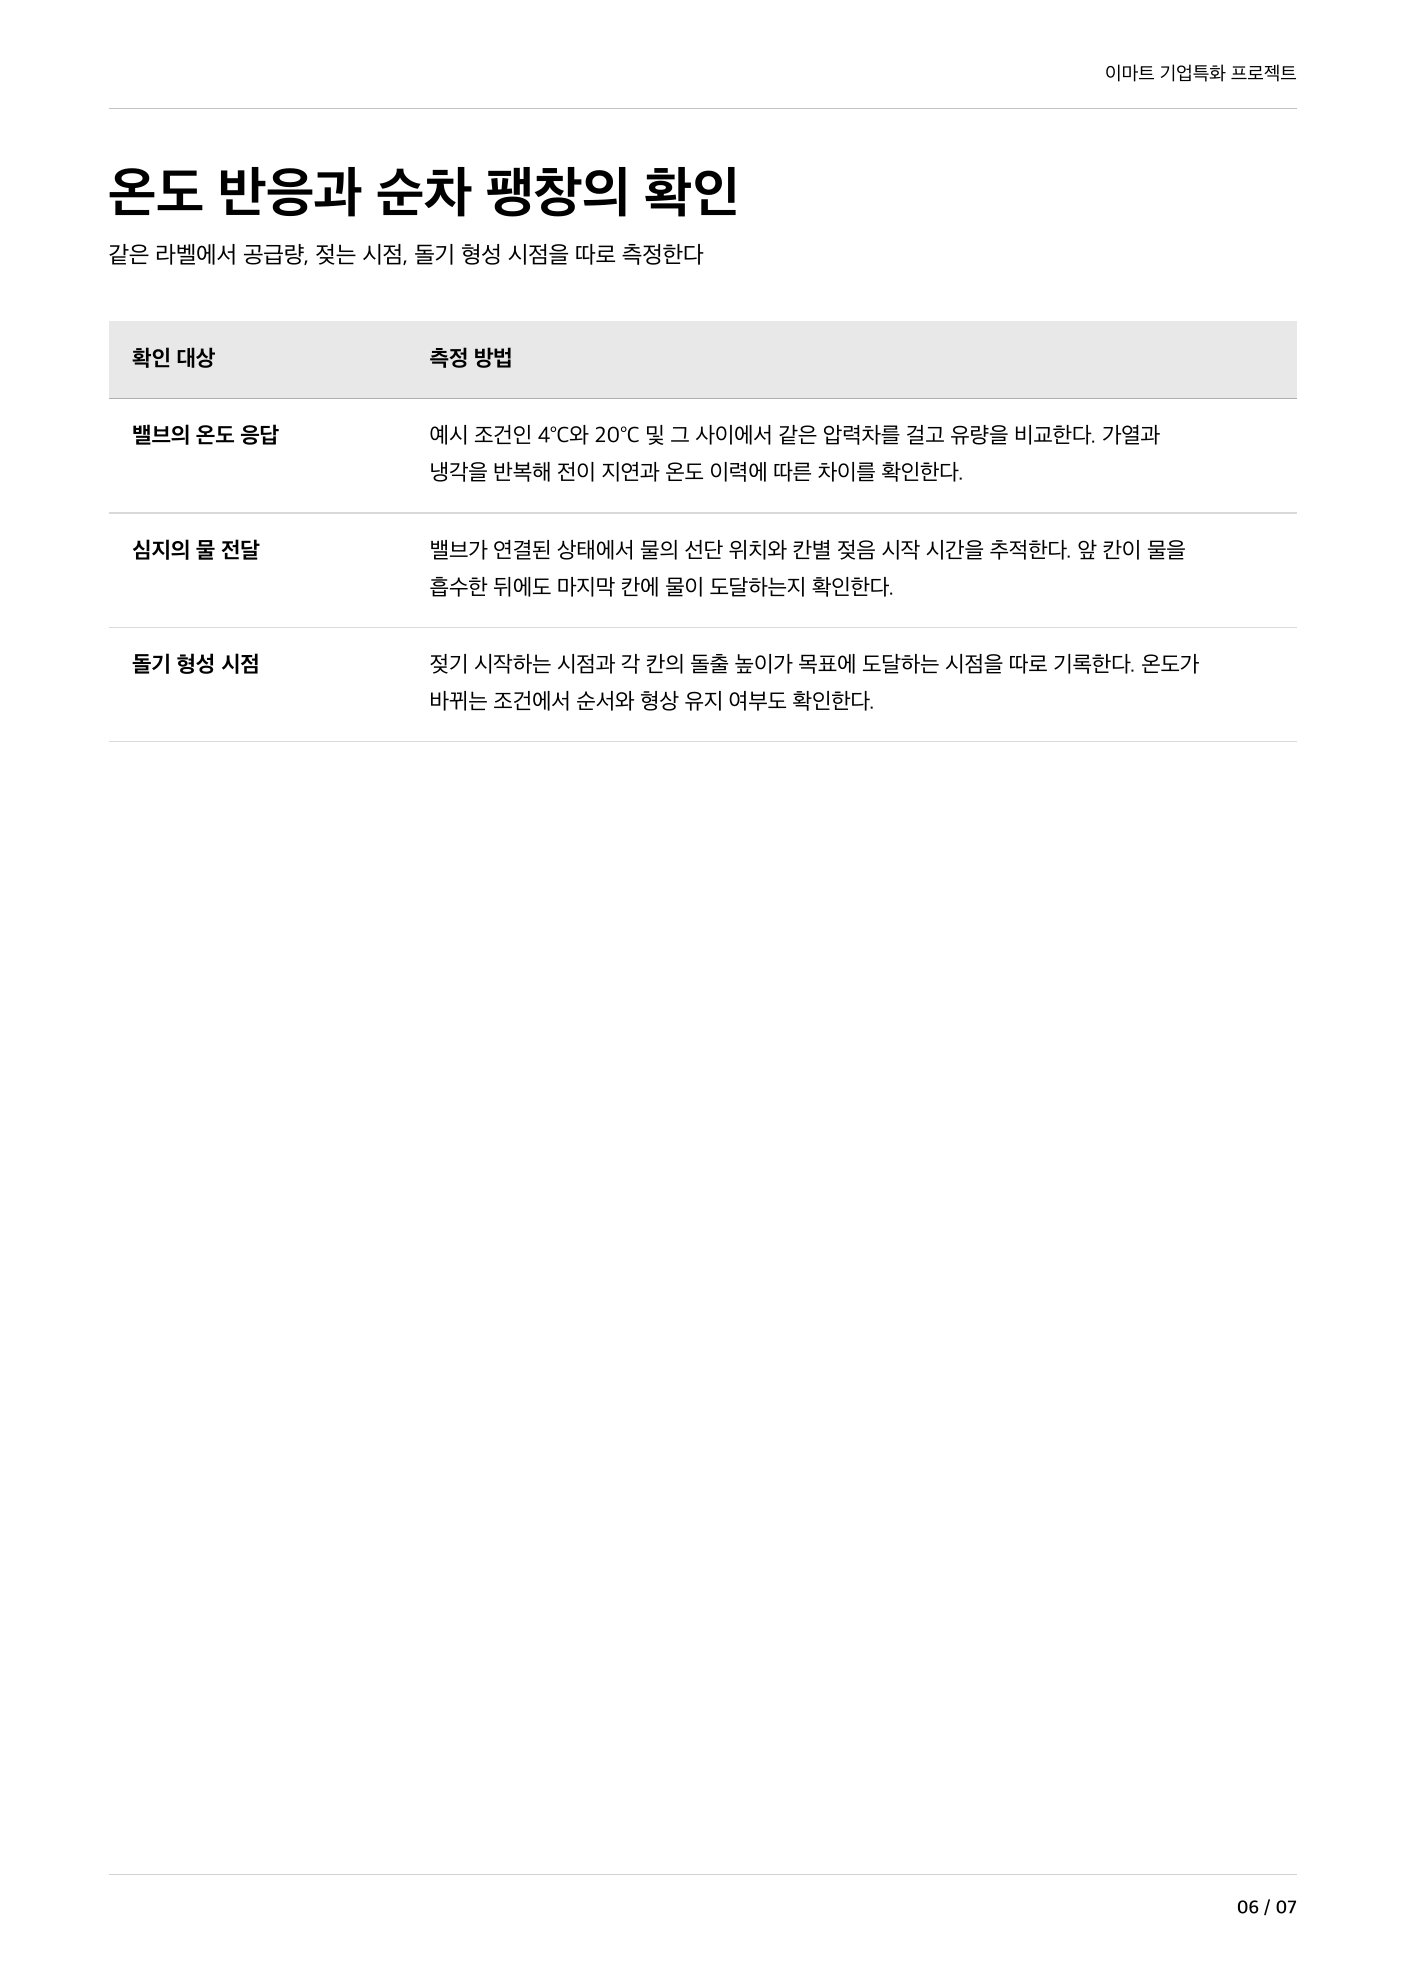 이마트 기업특화 프로젝트
온도 반응과 순차 팽창의 확인
같은 라벨에서 공급량, 젖는 시점, 돌기 형성 시점을 따로 측정한다
확인 대상
측정 방법
밸브의 온도 응답
예시 조건인 4°C와 20°C 및 그 사이에서 같은 압력차를 걸고 유량을 비교한다. 가열과
냉각을 반복해 전이 지연과 온도 이력에 따른 차이를 확인한다.
심지의 물 전달
밸브가 연결된 상태에서 물의 선단 위치와 칸별 젖음 시작 시간을 추적한다. 앞 칸이 물을
흡수한 뒤에도 마지막 칸에 물이 도달하는지 확인한다.
돌기 형성 시점
젖기 시작하는 시점과 각 칸의 돌출 높이가 목표에 도달하는 시점을 따로 기록한다. 온도가
바뀌는 조건에서 순서와 형상 유지 여부도 확인한다.
06 / 07